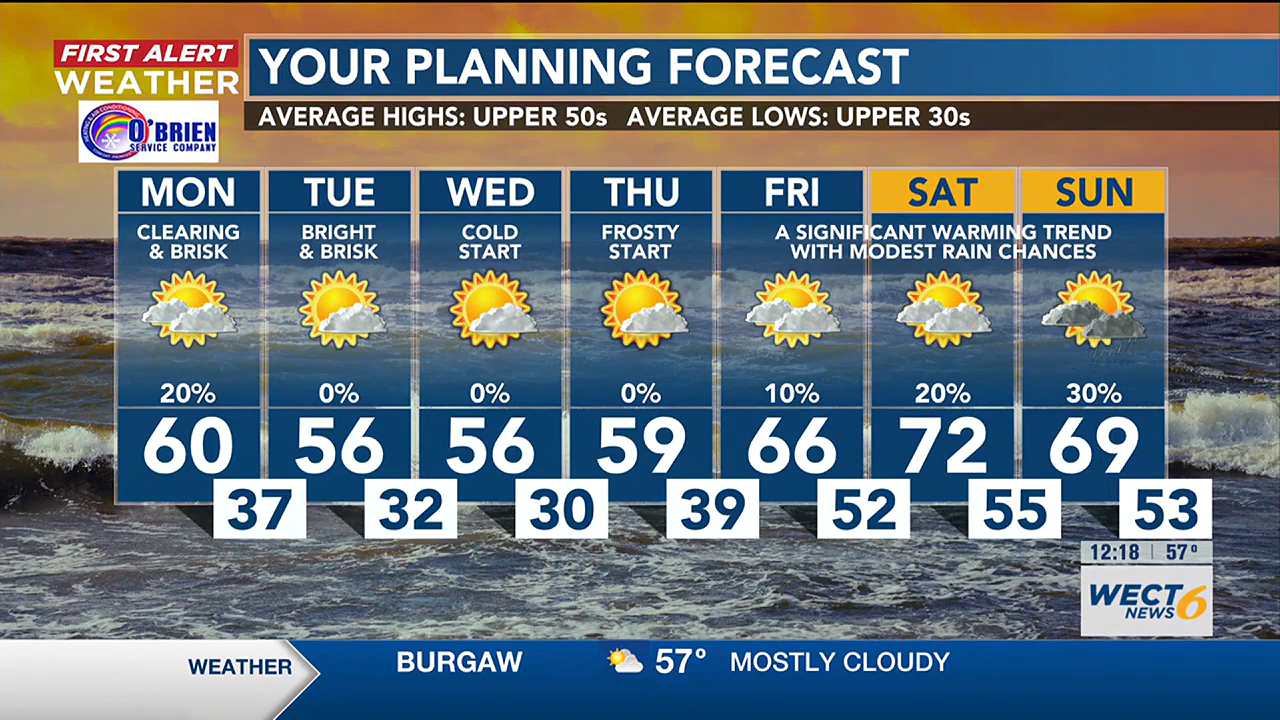 FIRST ALERT
WEATHER
O'BRIEN
SERVICE COMPANY
YOUR PLANNING FORECAST
AVERAGE HIGHS: UPPER 50s AVERAGE LOWS: UPPER 30s
MON TUE WED THU FRI SAT SUN
CLEARING & BRISK
BRIGHT & BRISK
COLD START
FROSTY START
A SIGNIFICANT WARMING TREND
WITH MODEST RAIN CHANCES
20% 0% 0% 0% 10% 20% 30%
60 56 56 59 66 72 69
37 32 30 39 52 55 53
12:18 57°
WECT 6
NEWS
WEATHER BURGAW 57° MOSTLY CLOUDY